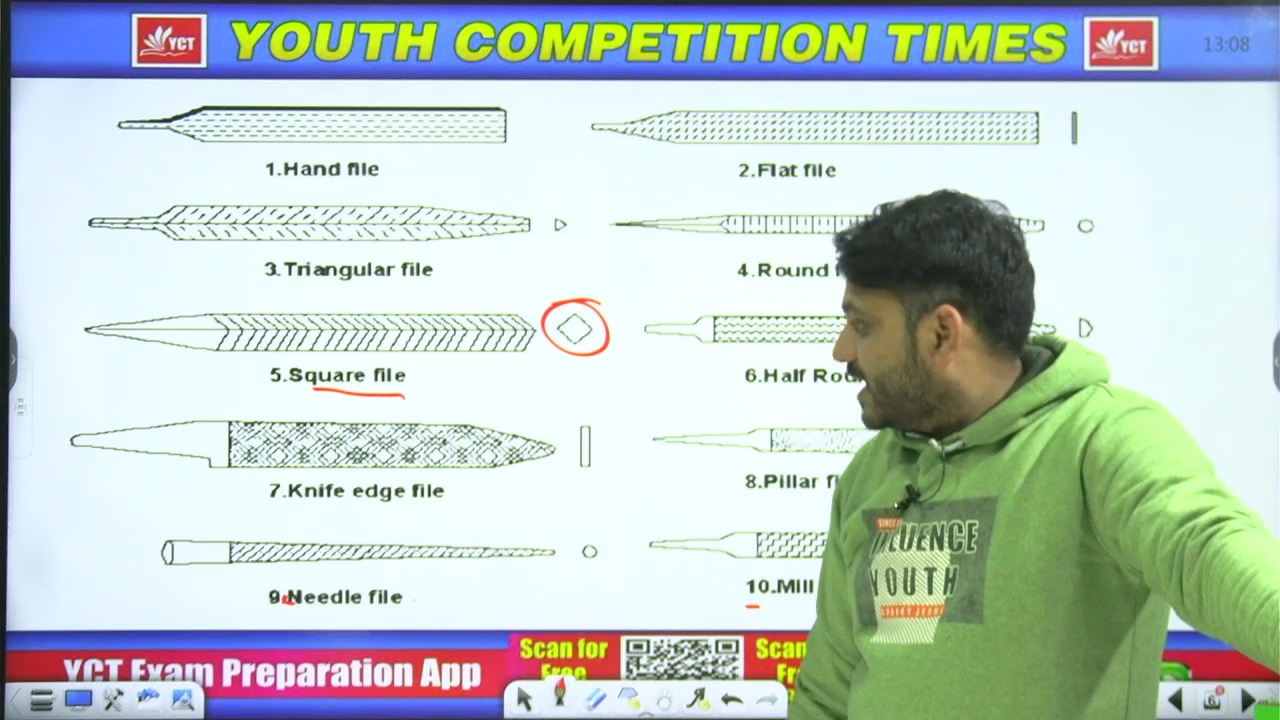 YCT
YOUTH COMPETITION TIMES
YCT
13:08
1.Hand file
2.Flat file
3.Triangular file
4.Round
5.Square file
6.Half
7.Knife edge file
8.Pillar
9.Needle file
10.Mill
INFLUENCE
YOUTH
YCT Exam Preparation App
Scan for
Free
Scan